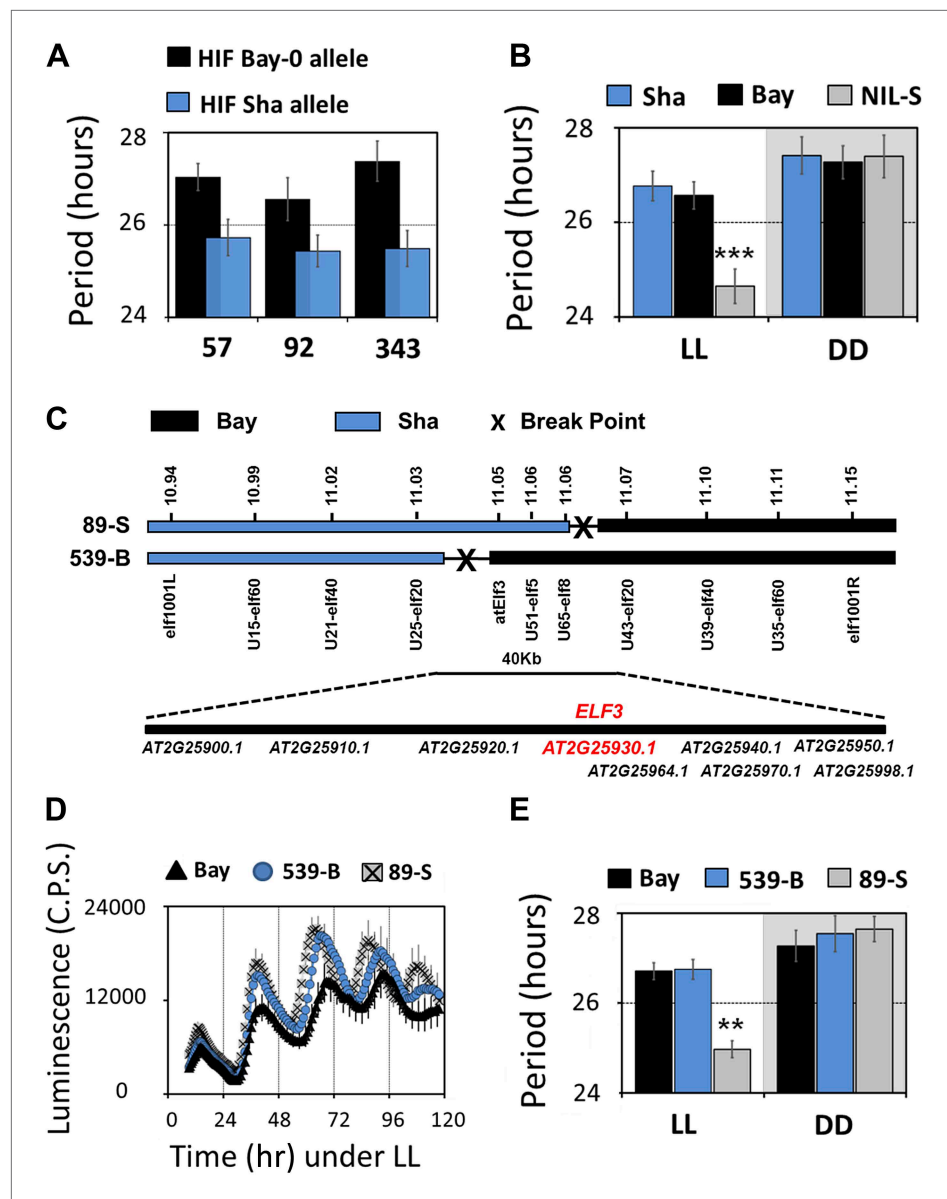 A
HIF Bay-0 allele
HIF Sha allele
Period (hours)
28
26
24
57 92 343
B
Sha Bay NIL-S
Period (hours)
28
26
24
***
LL DD
C
Bay Sha X Break Point
10.94 10.99 11.02 11.03 11.05 11.06 11.06 11.07 11.10 11.11 11.15
89-S X
539-B X
elf1001L U15-elf60 U21-elf40 U25-elf20 atElf3 U51-elf5 U65-elf8 U43-elf20 U39-elf40 U35-elf60 elf1001R
40Kb
ELF3
AT2G25900.1 AT2G25910.1 AT2G25920.1 AT2G25930.1 AT2G25940.1 AT2G25950.1
AT2G25964.1 AT2G25970.1 AT2G25998.1
D
Bay 539-B 89-S
Luminescence (C.P.S.)
24000
12000
0
0 24 48 72 96 120
Time (hr) under LL
E
Bay 539-B 89-S
Period (hours)
28
26
24
**
LL DD